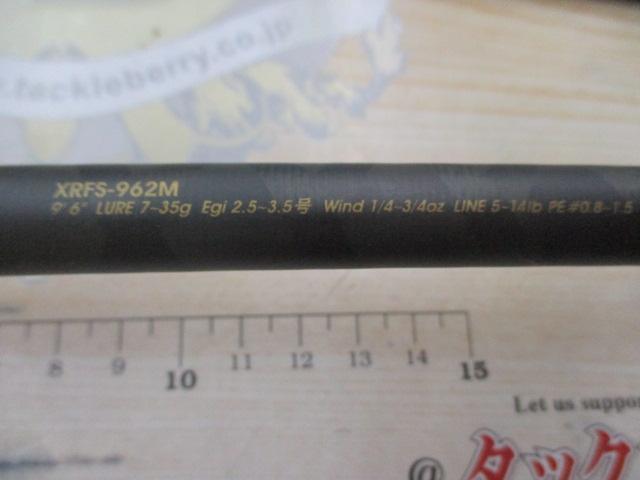 .tackleberry.co.jp
XRFS-962M
9'6" LURE 7~35g Egi 2.5~3.5号 Wind 1/4~3/4oz LINE 5~14lb PE #0.8~1.5
8 9 10 11 12 13 14 15
Let us suppor
@ タック